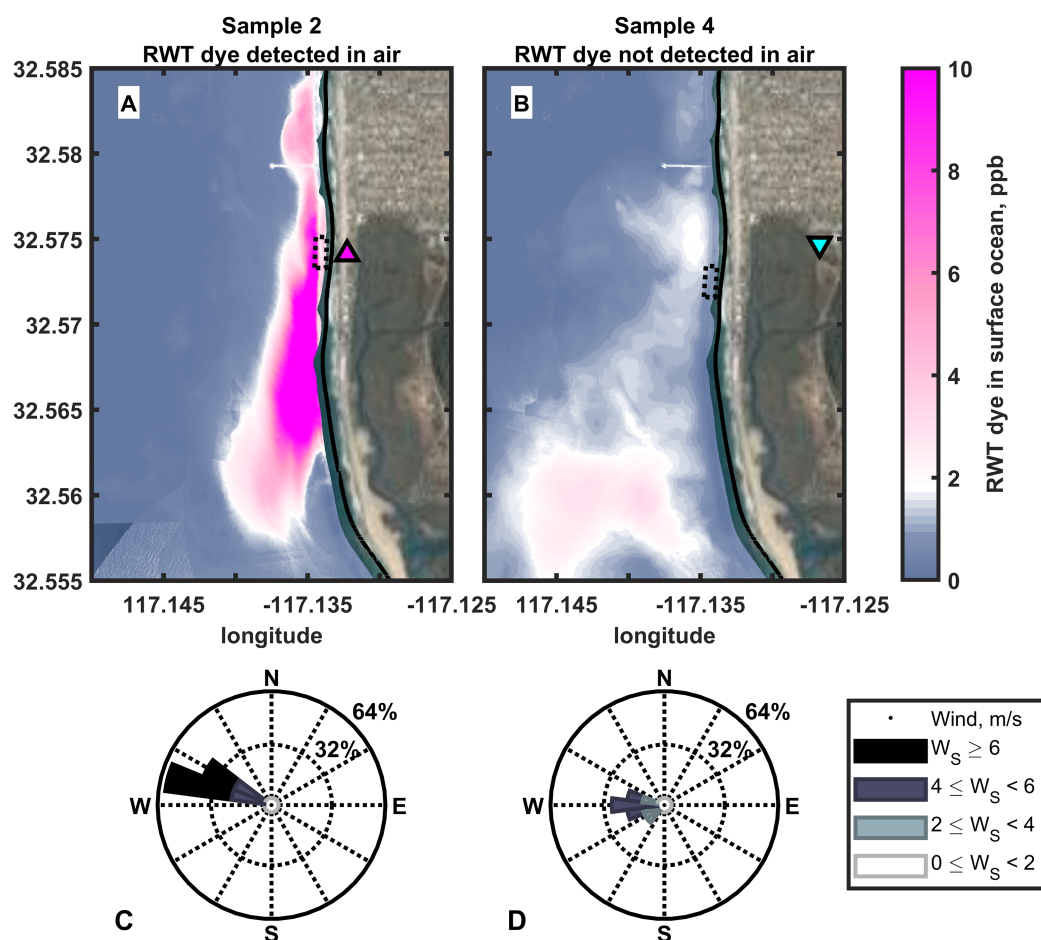 Sample 2
RWT dye detected in air
Sample 4
RWT dye not detected in air
A
B
32.585
32.58
32.575
32.57
32.565
32.56
32.555
117.145 -117.135 -117.125
longitude
117.145 -117.135 -117.125
longitude
10
8
6
4
2
0
RWT dye in surface ocean, ppb
N
64%
32%
W
E
S
C
N
64%
32%
W
E
S
D
Wind, m/s
W_S ≥ 6
4 ≤ W_S < 6
2 ≤ W_S < 4
0 ≤ W_S < 2